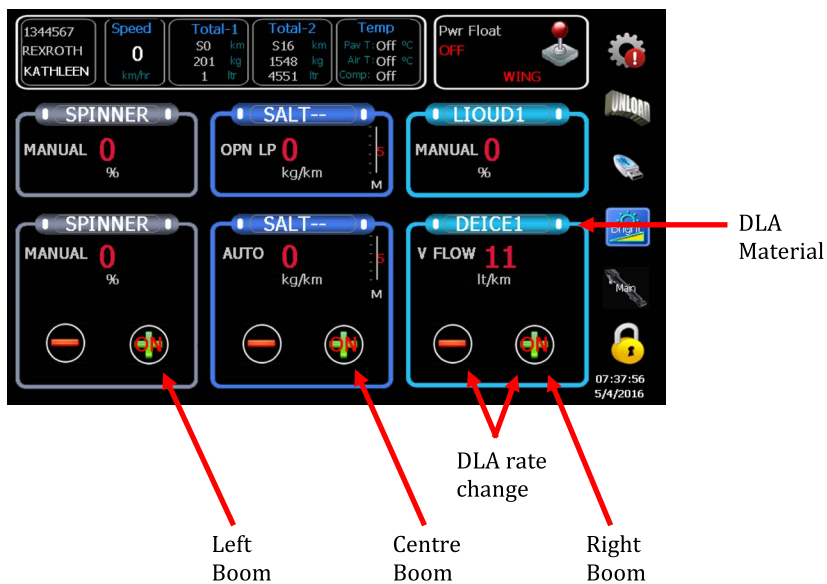 1344567
REXROTH
KATHLEEN
Speed
0
km/hr
Total-1
S0 km
201 kg
1 ltr
Total-2
S16 km
1548 kg
4551 ltr
Temp
Pav T: Off °C
Air T: Off °C
Comp: Off
Pwr Float
OFF
WING
UNLOAD
SPINNER
MANUAL 0
%
SALT--
OPN LP 0
kg/km
5
M
LIOUD1
MANUAL 0
%
SPINNER
MANUAL 0
%
ON
SALT--
AUTO 0
kg/km
5
M
ON
DEICE1
V FLOW 11
lt/km
ON
Bright
Main
07:37:56
5/4/2016
DLA
Material
DLA rate
change
Left
Boom
Centre
Boom
Right
Boom